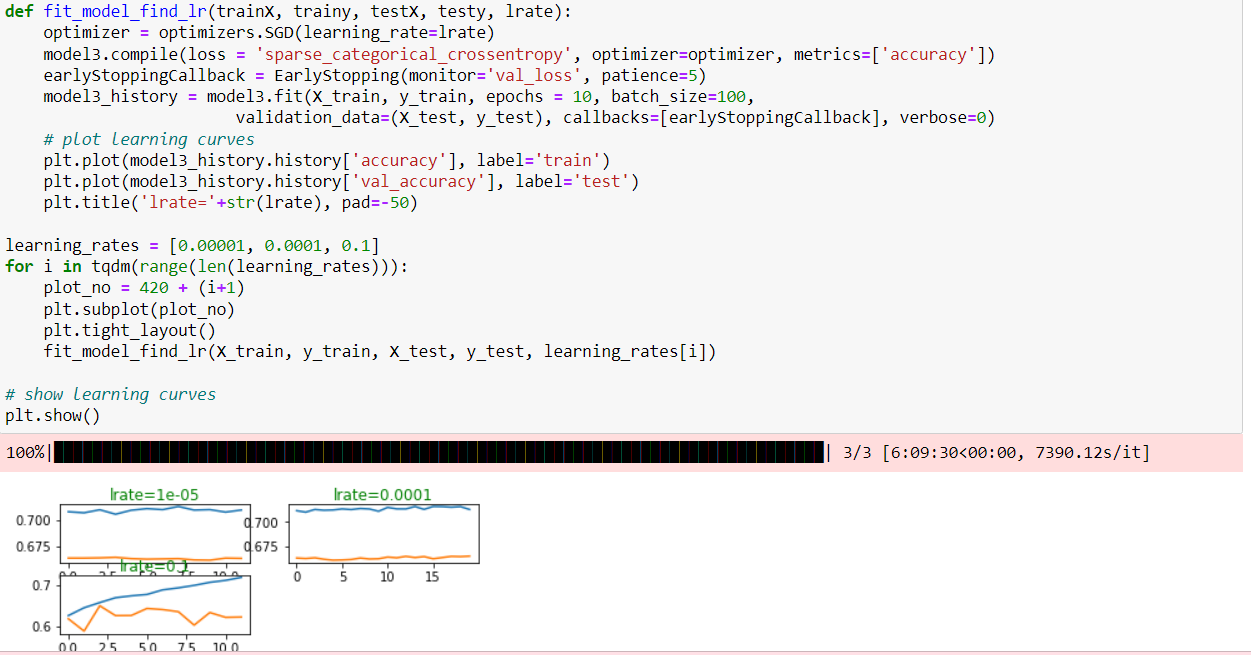 def fit_model_find_lr(trainX, trainy, testX, testy, lrate):
    optimizer = optimizers.SGD(learning_rate=lrate)
    model3.compile(loss = 'sparse_categorical_crossentropy', optimizer=optimizer, metrics=['accuracy'])
    earlyStoppingCallback = EarlyStopping(monitor='val_loss', patience=5)
    model3_history = model3.fit(X_train, y_train, epochs = 10, batch_size=100,
                        validation_data=(X_test, y_test), callbacks=[earlyStoppingCallback], verbose=0)
    # plot learning curves
    plt.plot(model3_history.history['accuracy'], label='train')
    plt.plot(model3_history.history['val_accuracy'], label='test')
    plt.title('lrate='+str(lrate), pad=-50)
learning_rates = [0.00001, 0.0001, 0.1]
for i in tqdm(range(len(learning_rates))):
    plot_no = 420 + (i+1)
    plt.subplot(plot_no)
    plt.tight_layout()
    fit_model_find_lr(X_train, y_train, X_test, y_test, learning_rates[i])
# show learning curves
plt.show()
100%| | 3/3 [6:09:30<00:00, 7390.12s/it]
lrate=1e-05
0.700
0.675
lrate=0.0001
0.700
0.675
0 5 10 15
lrate=0.1
0.7
0.6
0.0 2.5 5.0 7.5 10.0